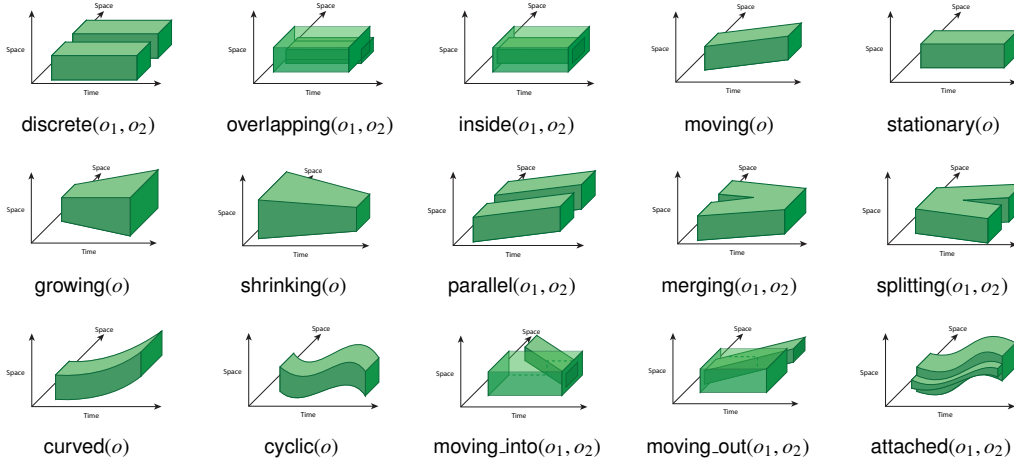 Space
Space
Time
discrete(o₁, o₂)
Space
Space
Time
overlapping(o₁, o₂)
Space
Space
Time
inside(o₁, o₂)
Space
Space
Time
moving(o)
Space
Space
Time
stationary(o)
Space
Space
Time
growing(o)
Space
Space
Time
shrinking(o)
Space
Space
Time
parallel(o₁, o₂)
Space
Space
Time
merging(o₁, o₂)
Space
Space
Time
splitting(o₁, o₂)
Space
Space
Time
curved(o)
Space
Space
Time
cyclic(o)
Space
Space
Time
moving_into(o₁, o₂)
Space
Space
Time
moving_out(o₁, o₂)
Space
Space
Time
attached(o₁, o₂)